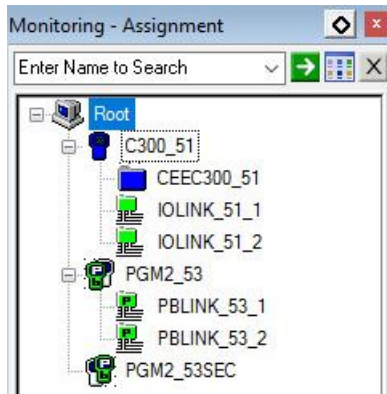 Monitoring - Assignment
Enter Name to Search
Root
C300_51
CEEC300_51
IOLINK_51_1
IOLINK_51_2
PGM2_53
PBLINK_53_1
PBLINK_53_2
PGM2_53SEC